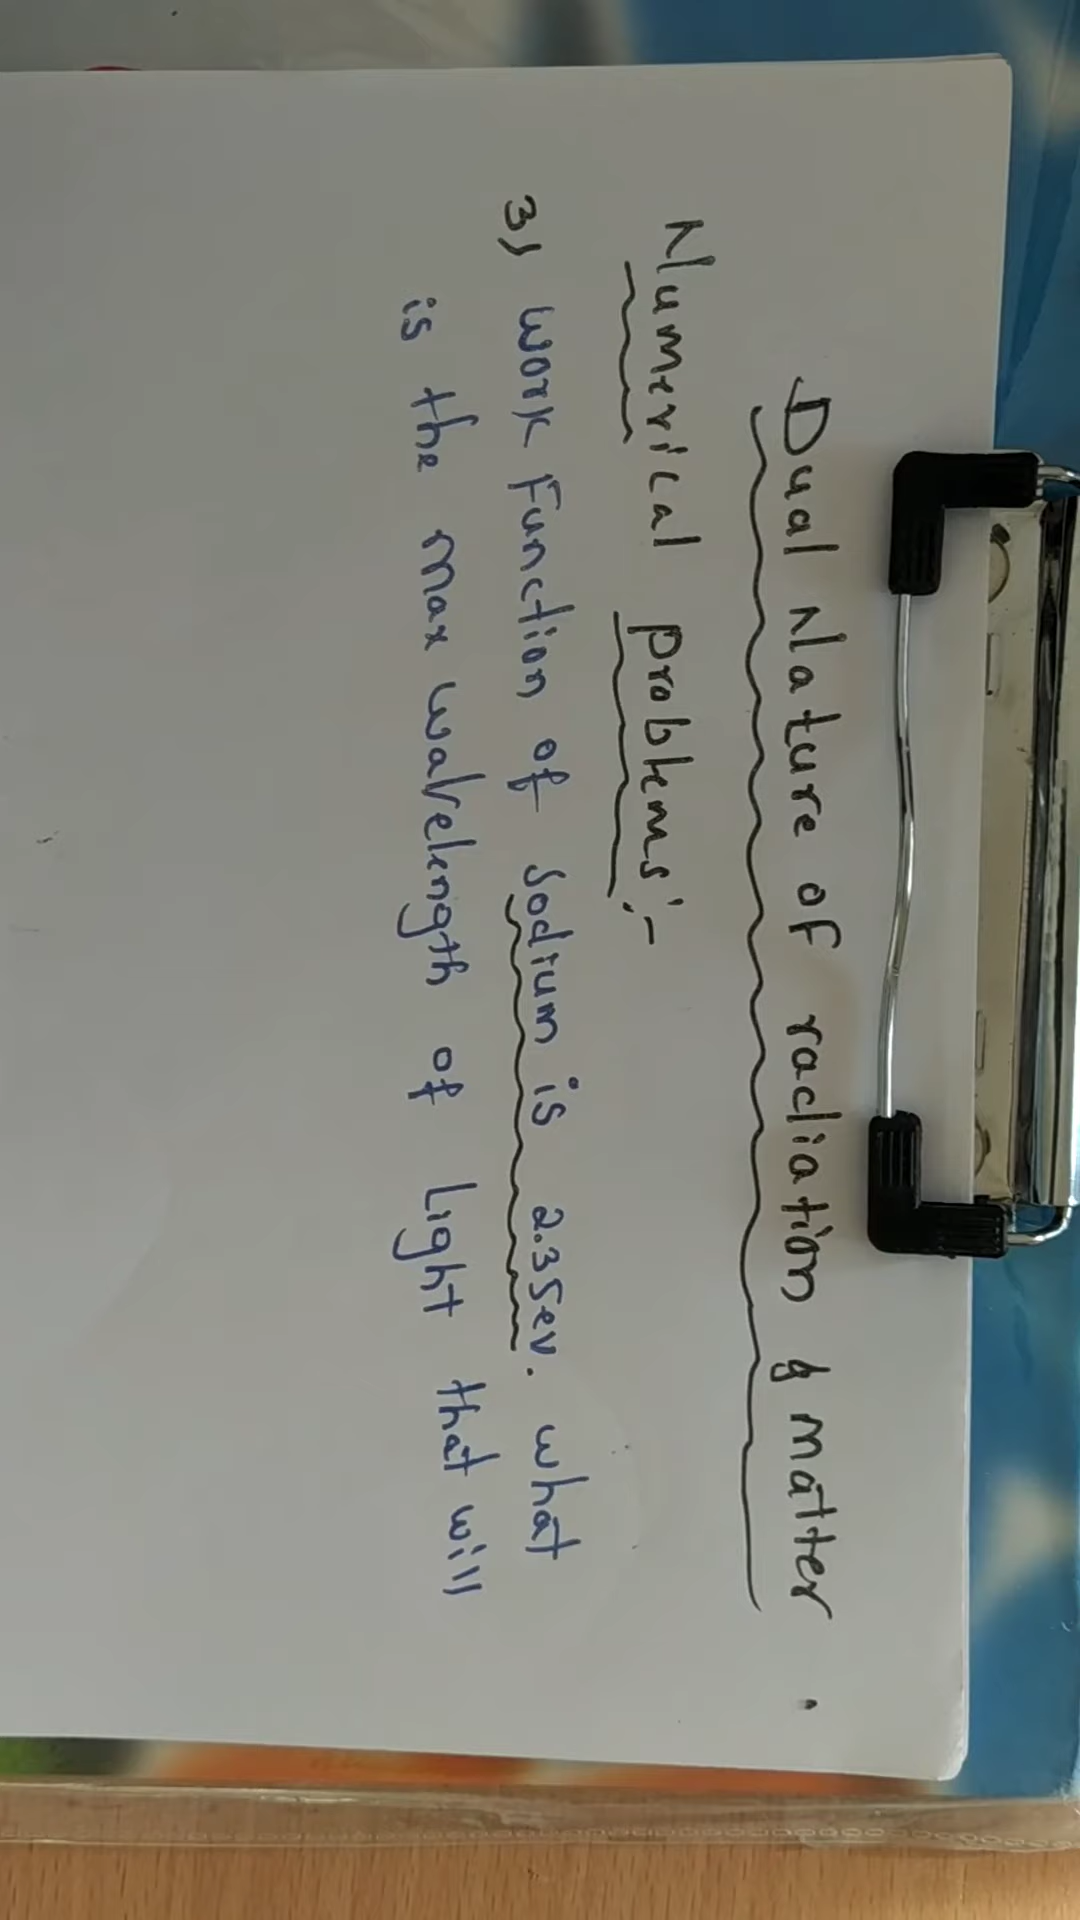 Dual Nature of radiation & matter.
Numerical problems:-
3) Work Function of Sodium is 2.35ev. what
is the max wavelength of Light that will